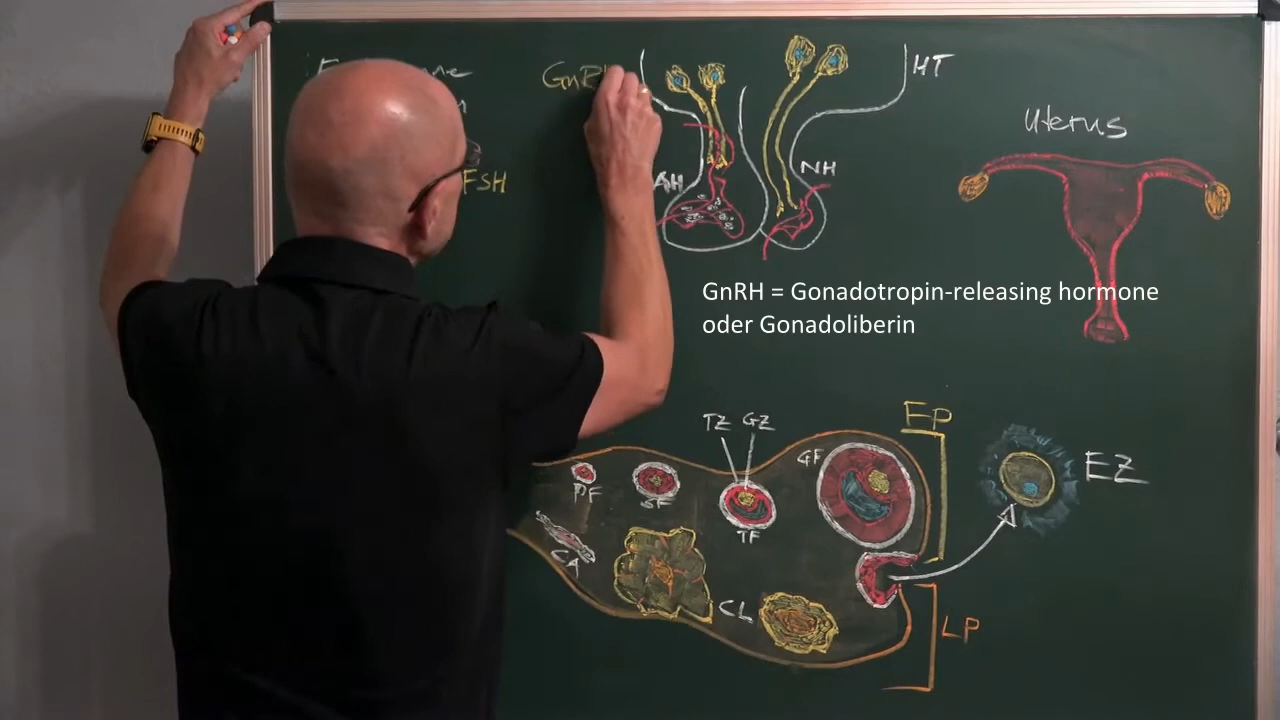 GnRH
HT
Uterus
FSH
AH
NH
GnRH = Gonadotropin-releasing hormone
oder Gonadoliberin
Ep
TZ GZ
GF
EZ
PF
SF
TF
CA
CL
LP